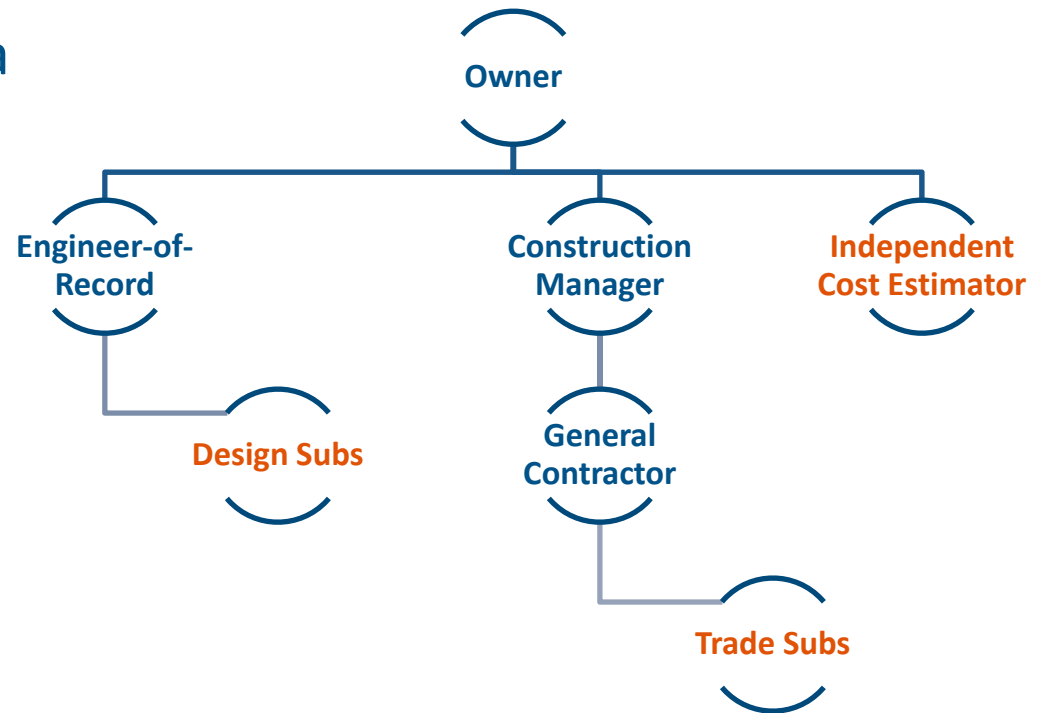 a
Owner
Engineer-of-
Record
Construction
Manager
Independent
Cost Estimator
Design Subs
General
Contractor
Trade Subs